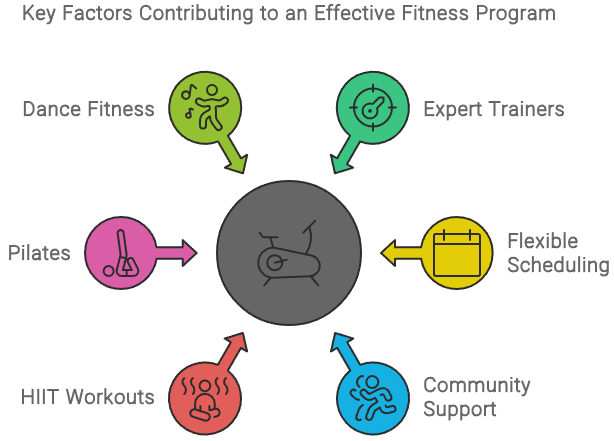 Key Factors Contributing to an Effective Fitness Program
Dance Fitness
Expert Trainers
Pilates
Flexible
Scheduling
HIIT Workouts
Community
Support